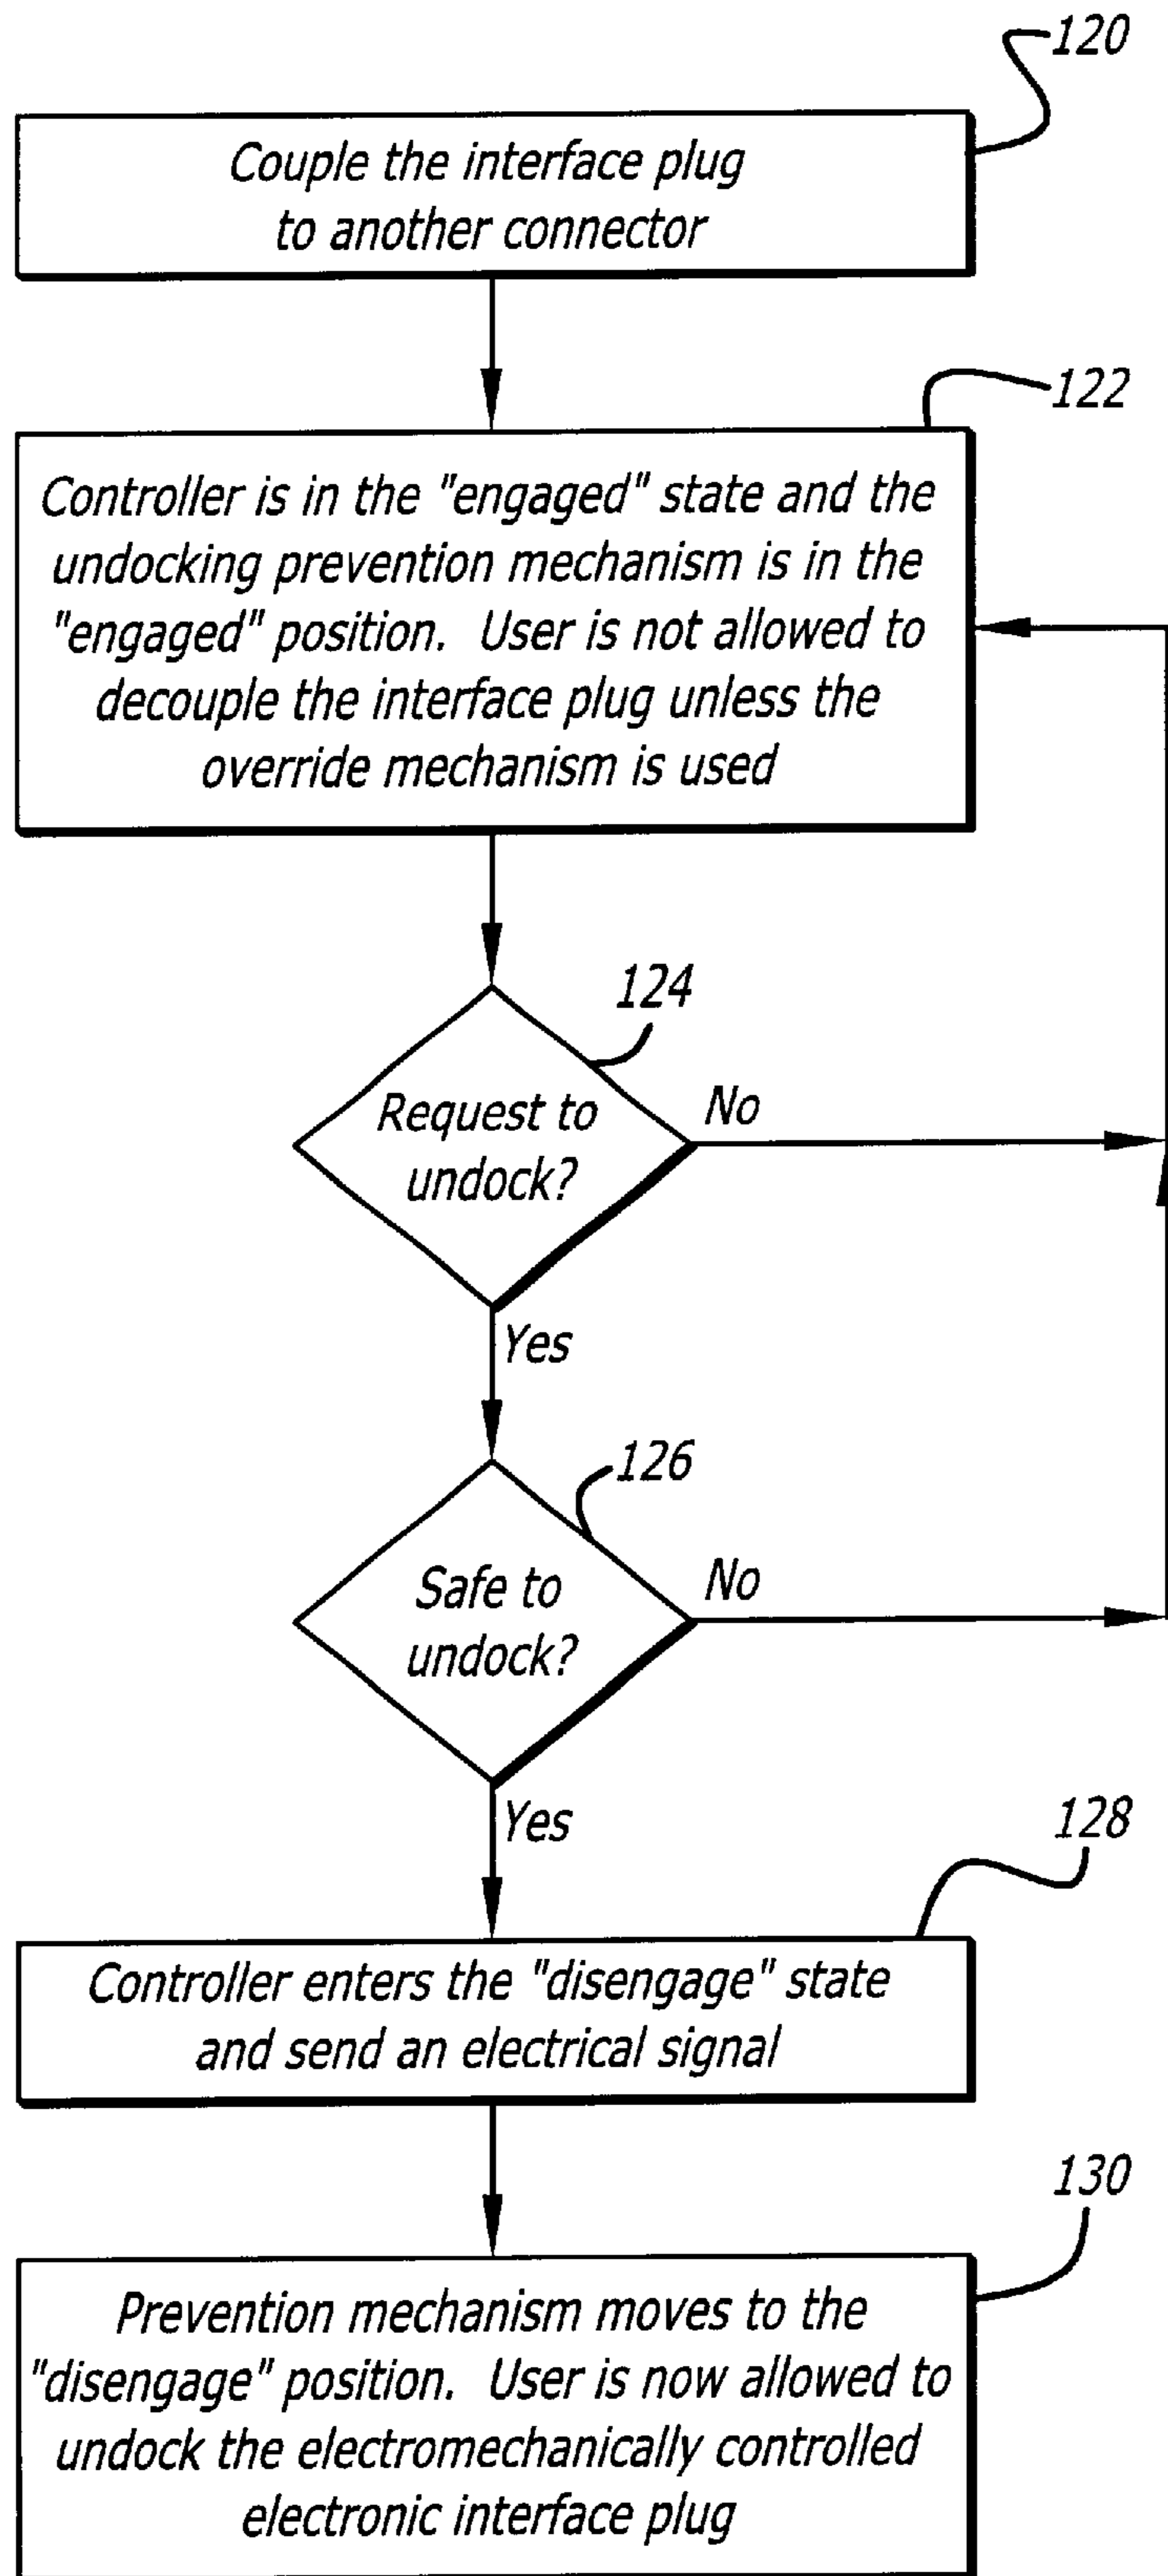 120
Couple the interface plug
to another connector
122
Controller is in the "engaged" state and the
undocking prevention mechanism is in the
"engaged" position.  User is not allowed to
decouple the interface plug unless the
override mechanism is used
124
Request to
undock?
No
Yes
126
Safe to
undock?
No
Yes
128
Controller enters the "disengage" state
and send an electrical signal
130
Prevention mechanism moves to the
"disengage" position.  User is now allowed to
undock the electromechanically controlled
electronic interface plug